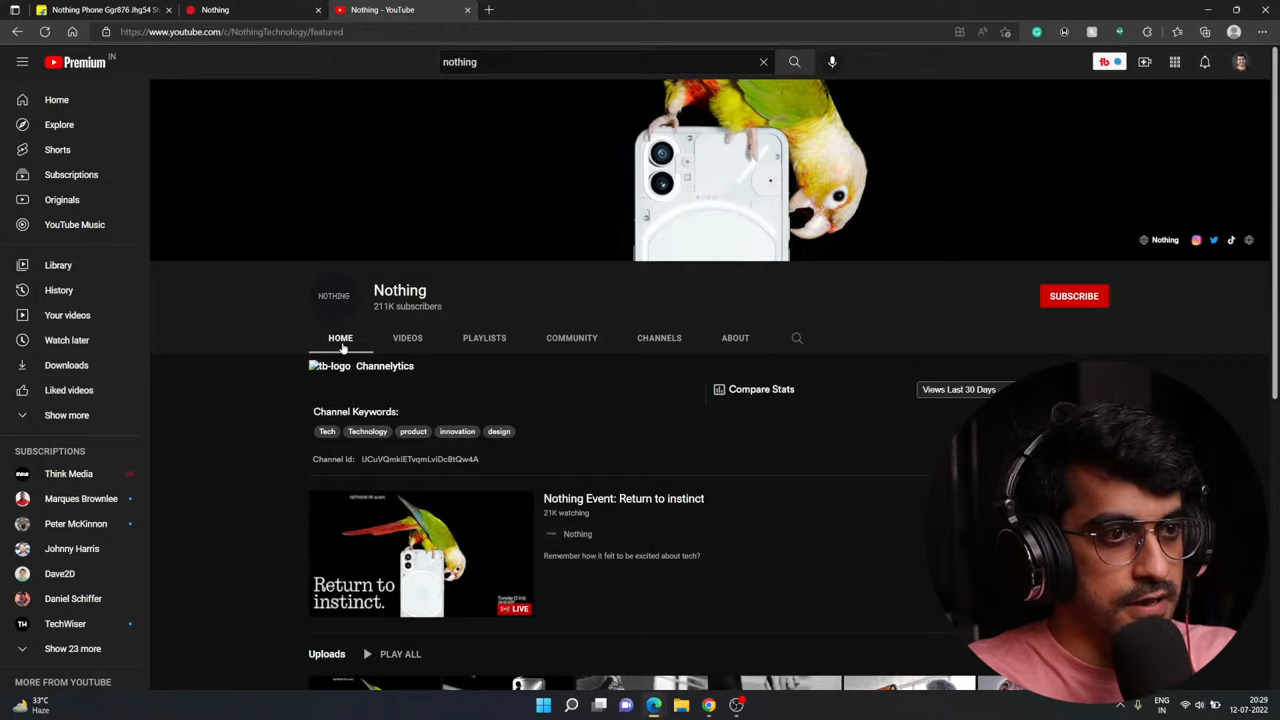 Nothing Phone Ggr876 Jhg54 Sl
Nothing
Nothing - YouTube
https://www.youtube.com/c/NothingTechnology/featured
Premium IN
nothing
tb
Home
Explore
Shorts
Subscriptions
Originals
YouTube Music
Library
History
Your videos
Watch later
Downloads
Liked videos
Show more
SUBSCRIPTIONS
Think Media
Marques Brownlee
Peter McKinnon
Johnny Harris
Dave2D
Daniel Schiffer
TH TechWiser
Show 23 more
MORE FROM YOUTUBE
Nothing
NOTHING
Nothing
211K subscribers
SUBSCRIBE
HOME VIDEOS PLAYLISTS COMMUNITY CHANNELS ABOUT
tb-logo Channelytics
Compare Stats
Views Last 30 Days
Channel Keywords:
Tech Technology product innovation design
Channel Id: UCuVQmkiETvqmLviDcBtQw4A
Return to
instinct.
LIVE
Nothing Event: Return to instinct
21K watching
Nothing
Remember how it felt to be excited about tech?
Uploads PLAY ALL
33°C
Haze
ENG
IN
20:29
12-07-2022